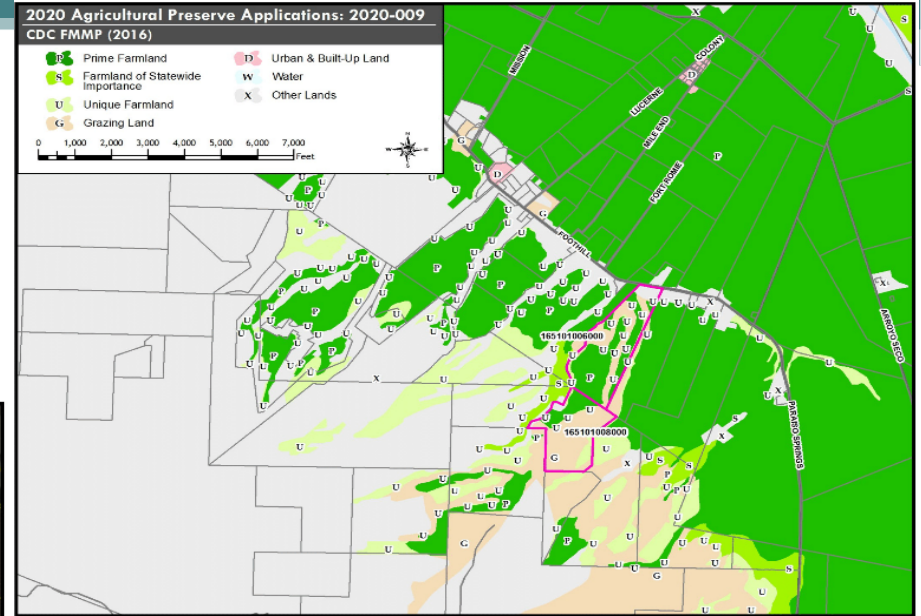 2020 Agricultural Preserve Applications: 2020-009
CDC FMMP (2016)
P Prime Farmland
S Farmland of Statewide
Importance
U Unique Farmland
G Grazing Land
D Urban & Built-Up Land
W Water
X Other Lands
0 1,000 2,000 3,000 4,000 5,000 6,000 7,000
Feet
MISSION
COLONY
LUCERNE
MILE END
FORT ROMIE
FOOTHILL
ARROYO SECO
PARAISO SPRINGS
165101006000
165101008000